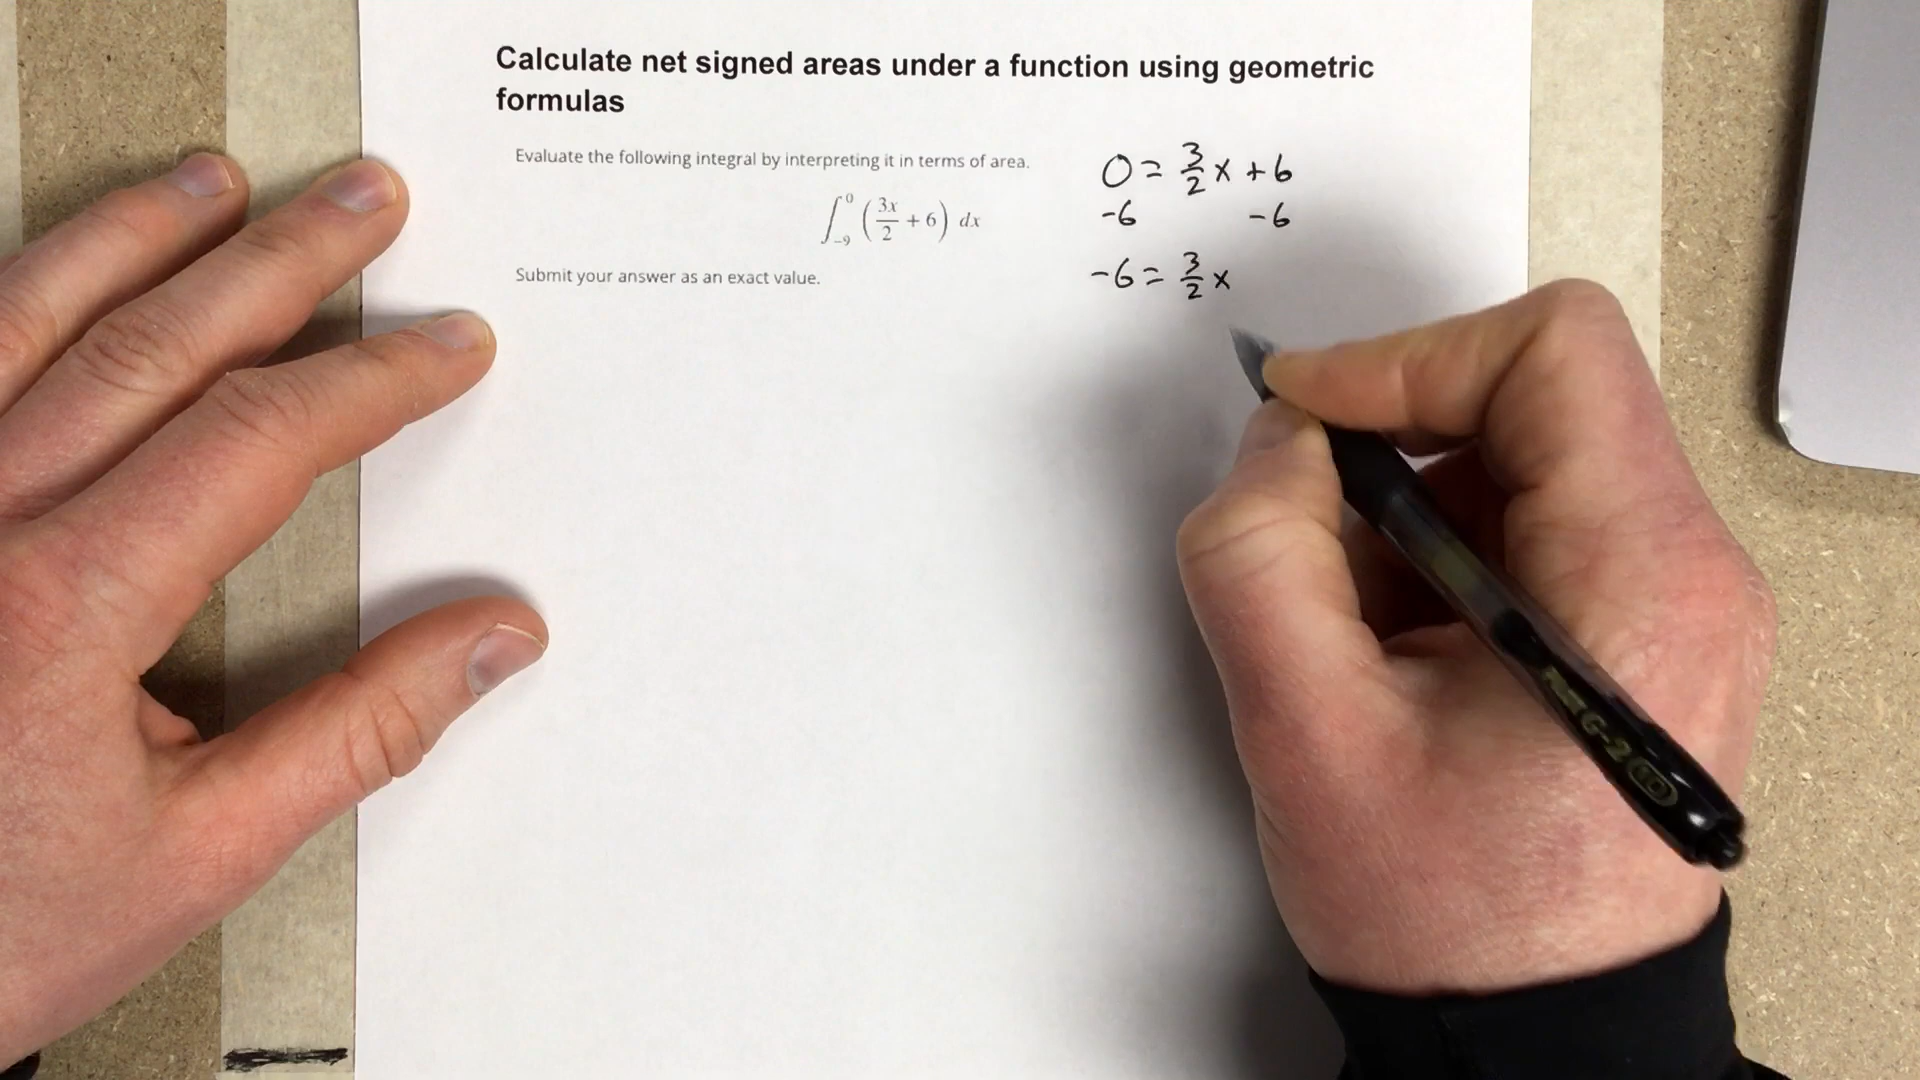 Calculate net signed areas under a function using geometric
formulas
Evaluate the following integral by interpreting it in terms of area.
∫_{-9}^{0} (3x/2 + 6) dx
Submit your answer as an exact value.
0 = 3/2 x + 6
-6 -6
-6 = 3/2 x
G-2
10